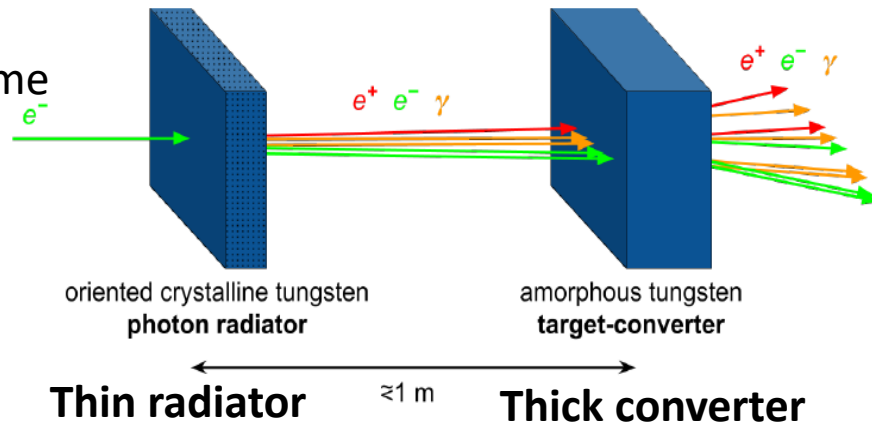 me
e⁻
e⁺ e⁻ γ
e⁺ e⁻ γ
oriented crystalline tungsten
photon radiator
amorphous tungsten
target-converter
≳1 m
Thin radiator
Thick converter